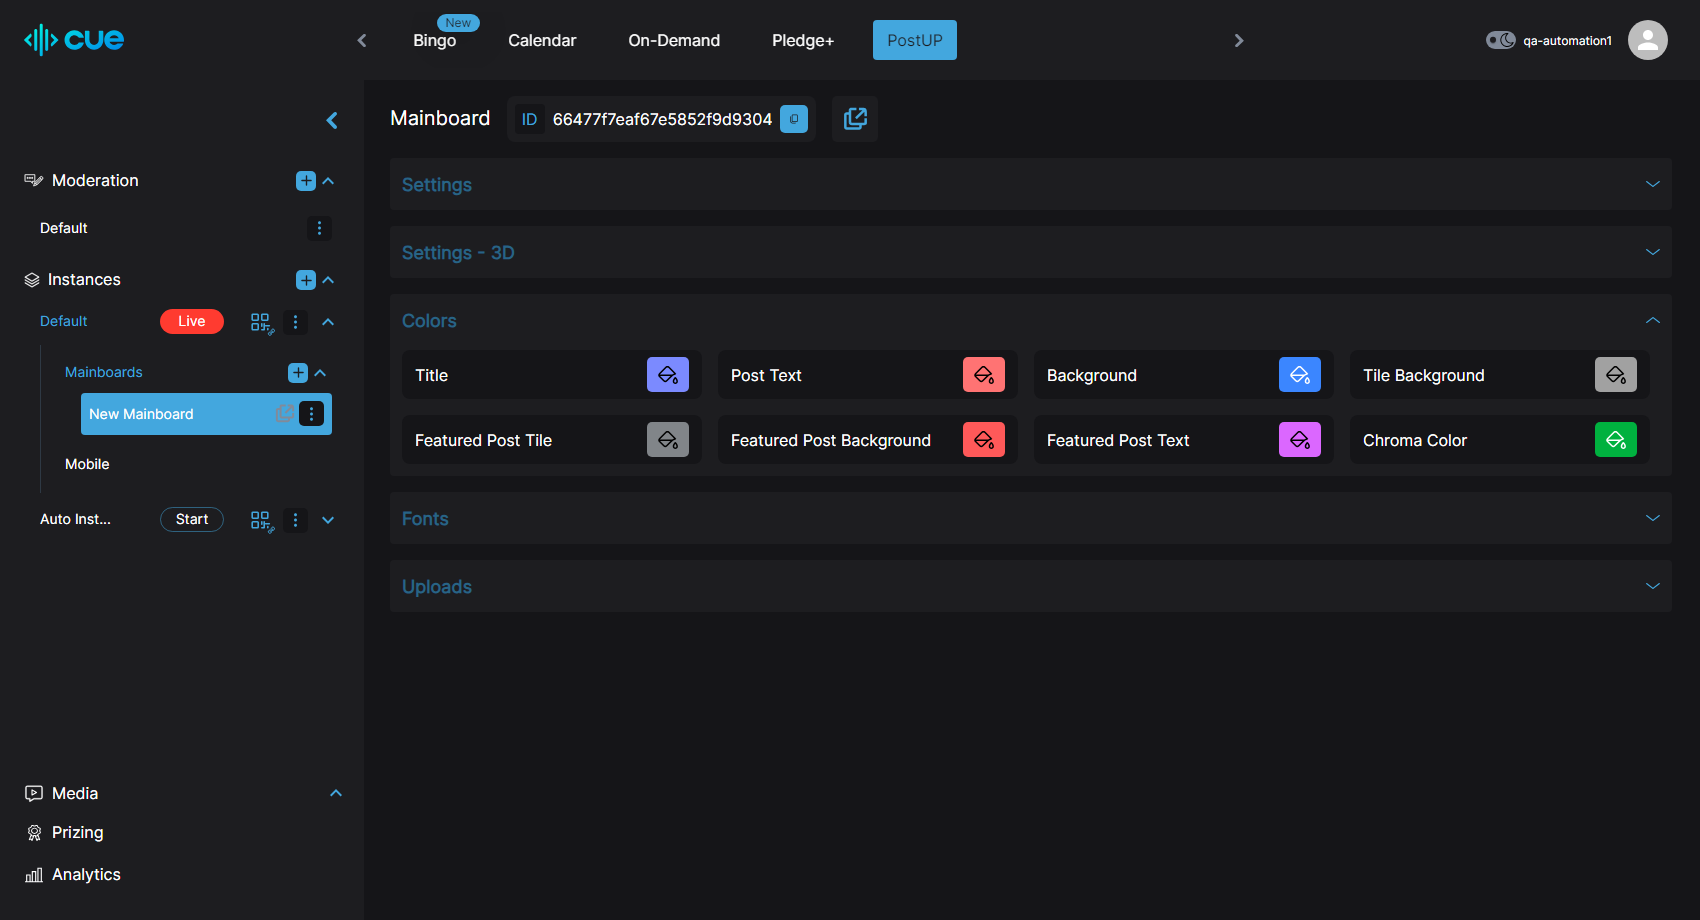 cue
New
Bingo
Calendar
On-Demand
Pledge+
PostUP
qa-automation1
Moderation
Default
Instances
Default
Live
Mainboards
New Mainboard
Mobile
Auto Inst...
Start
Media
Prizing
Analytics
Mainboard
ID 66477f7eaf67e5852f9d9304
Settings
Settings - 3D
Colors
Title
Post Text
Background
Tile Background
Featured Post Tile
Featured Post Background
Featured Post Text
Chroma Color
Fonts
Uploads